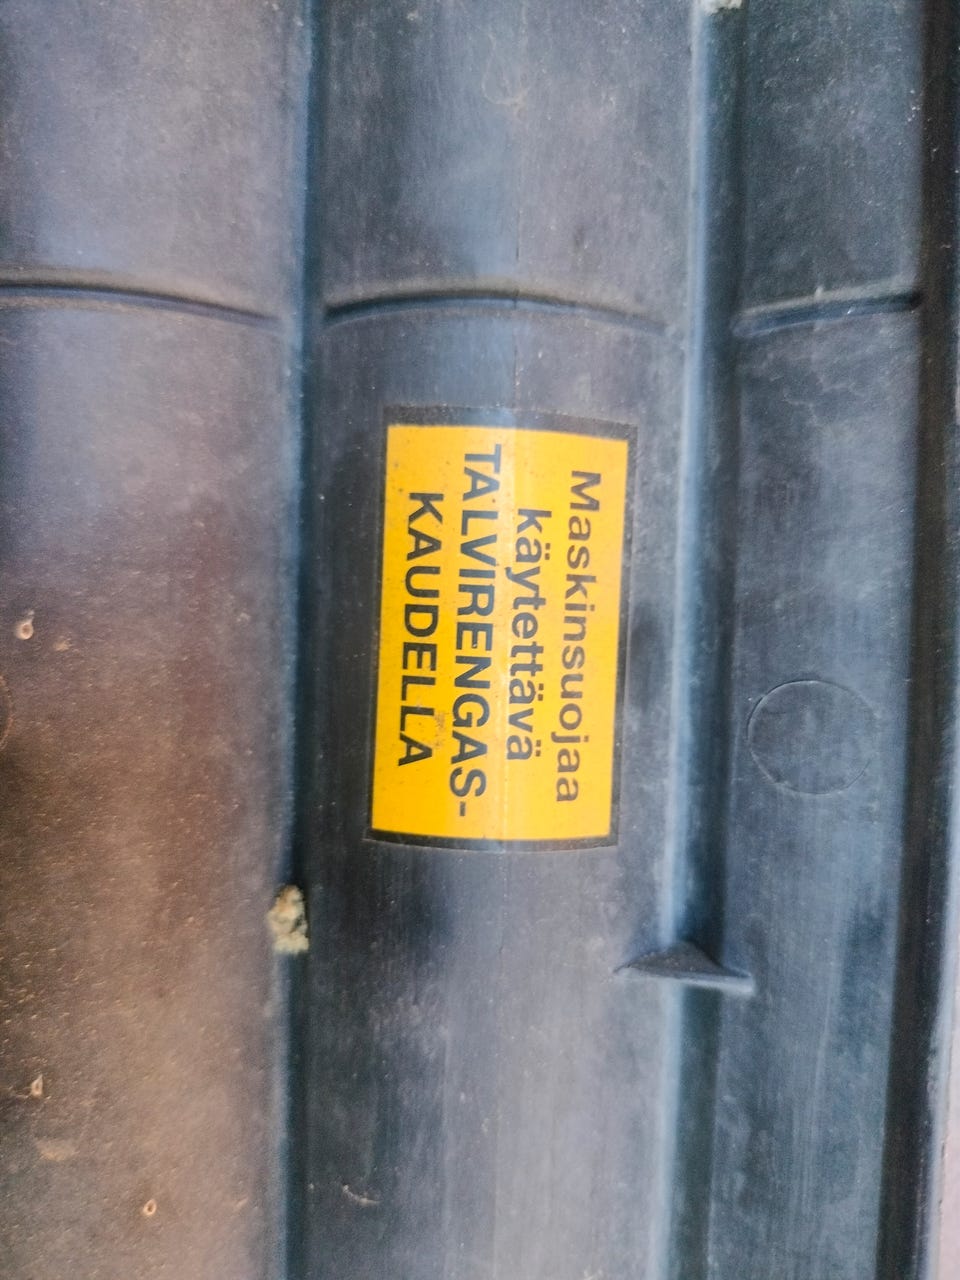 Maskinsuojaa
käytettävä
TALVIRENGAS-
KAUDELLA